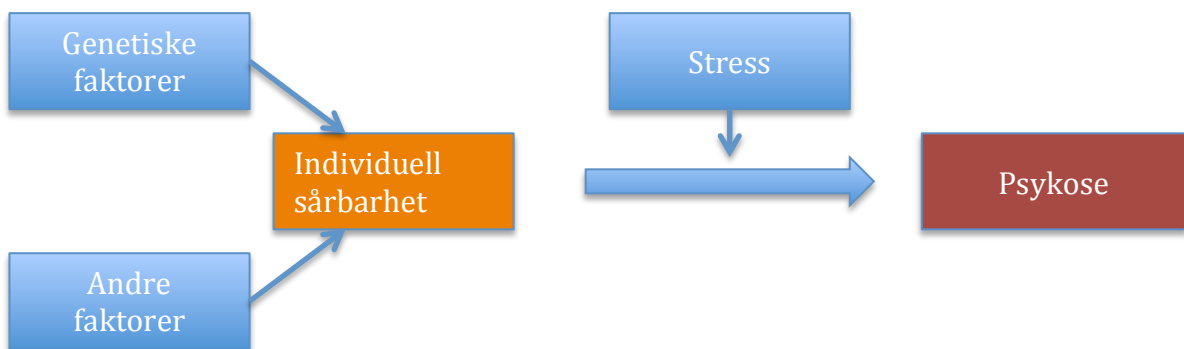 Genetiske
faktorer
Stress
Individuell
sårbarhet
Psykose
Andre
faktorer